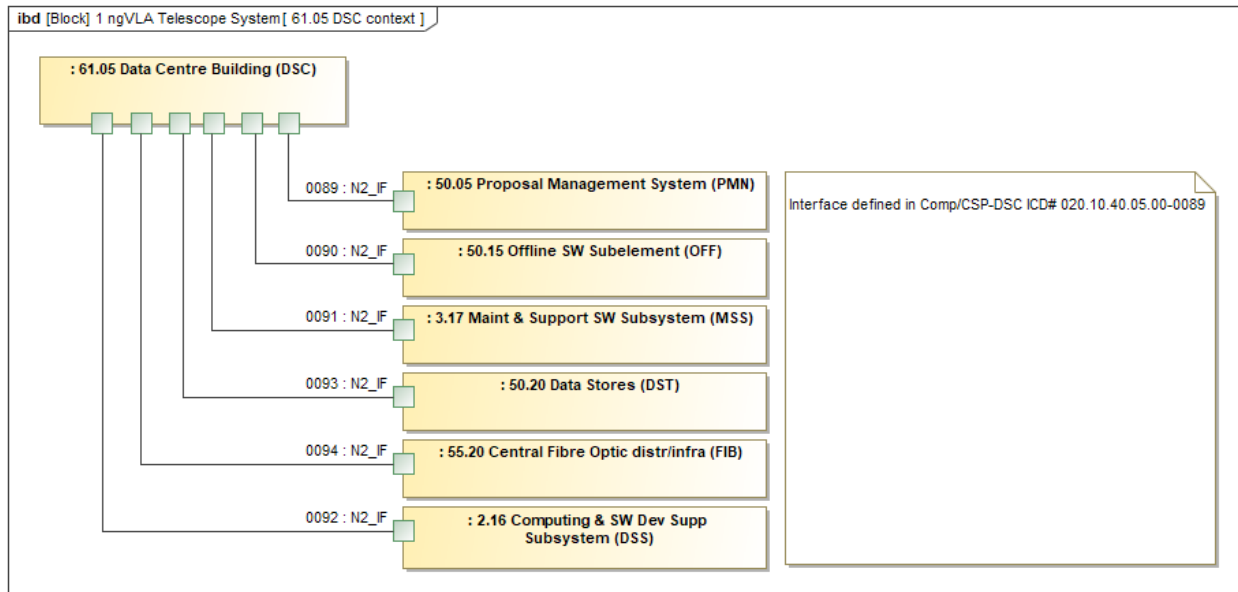 ibd [Block] 1 ngVLA Telescope System[ 61.05 DSC context ]
: 61.05 Data Centre Building (DSC)
0089 : N2_IF
: 50.05 Proposal Management System (PMN)
Interface defined in Comp/CSP-DSC ICD# 020.10.40.05.00-0089
0090 : N2_IF
: 50.15 Offline SW Subelement (OFF)
0091 : N2_IF
: 3.17 Maint & Support SW Subsystem (MSS)
0093 : N2_IF
: 50.20 Data Stores (DST)
0094 : N2_IF
: 55.20 Central Fibre Optic distr/infra (FIB)
0092 : N2_IF
: 2.16 Computing & SW Dev Supp
Subsystem (DSS)